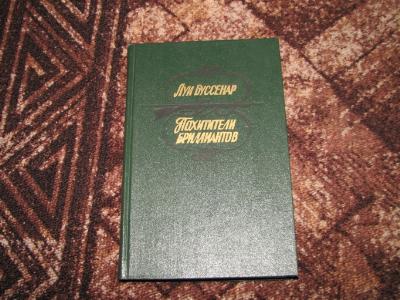 Луи Буссенар
Похитители
бриллиантов